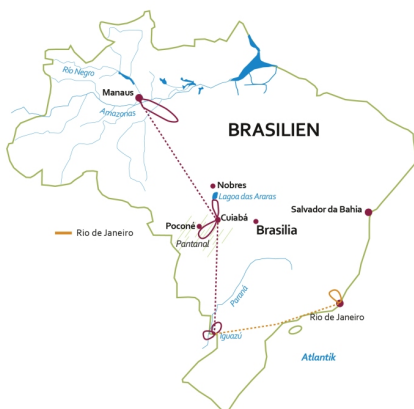 Rio Negro
Manaus
Amazonas
BRASILIEN
Nobres
Lagoa das Araras
Cuiabá
Salvador da Bahia
Poconé
Brasilia
Rio de Janeiro
Pantanal
Paraná
Rio de Janeiro
Iguazú
Atlantik